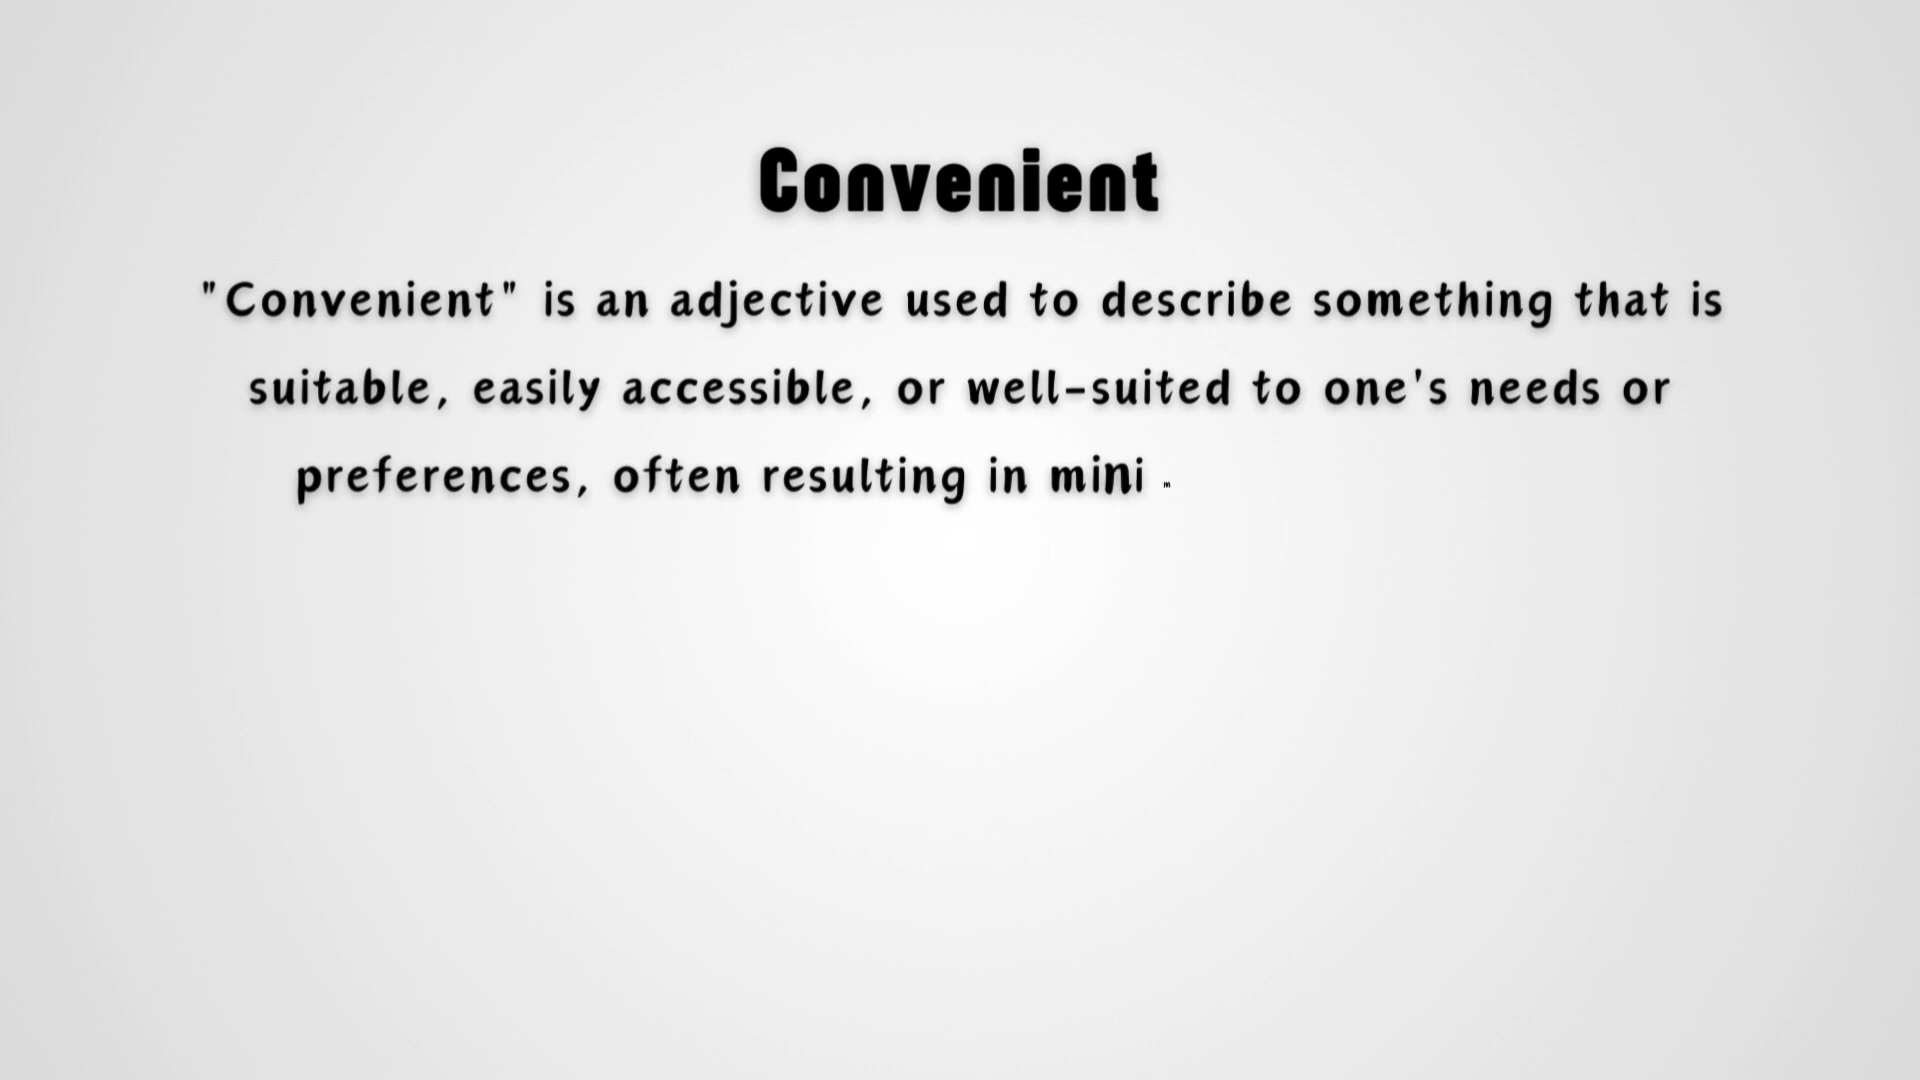 Convenient
"Convenient" is an adjective used to describe something that is
suitable, easily accessible, or well-suited to one's needs or
preferences, often resulting in minim